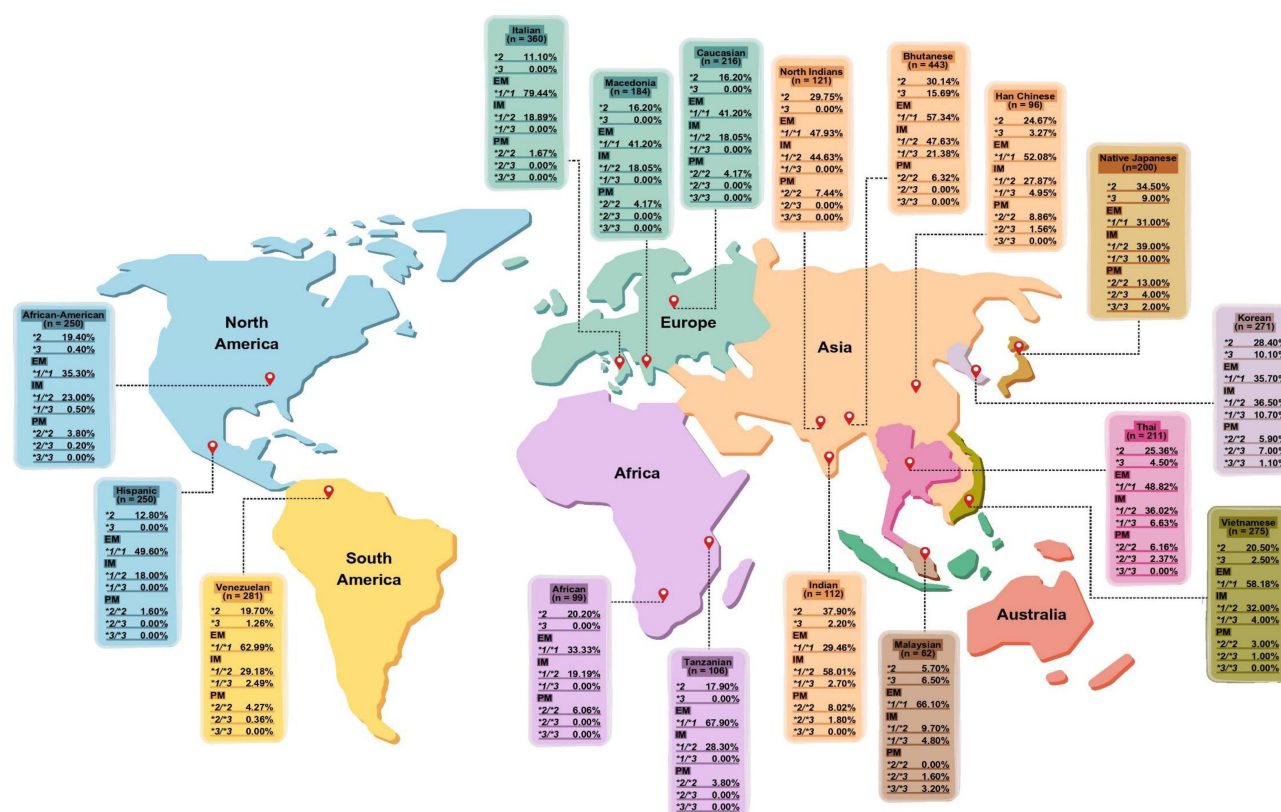 Italian
(n = 360)
*2 11.10%
*3 0.00%
EM
*1/*1 79.44%
IM
*1/*2 18.89%
*1/*3 0.00%
PM
*2/*2 1.67%
*2/*3 0.00%
*3/*3 0.00%
Macedonia
(n = 184)
*2 16.20%
*3 0.00%
EM
*1/*1 41.20%
IM
*1/*2 18.05%
*1/*3 0.00%
PM
*2/*2 4.17%
*2/*3 0.00%
*3/*3 0.00%
Caucasian
(n = 216)
*2 16.20%
*3 0.00%
EM
*1/*1 41.20%
IM
*1/*2 18.05%
*1/*3 0.00%
PM
*2/*2 4.17%
*2/*3 0.00%
*3/*3 0.00%
North Indians
(n = 121)
*2 29.75%
*3 0.00%
EM
*1/*1 47.93%
IM
*1/*2 44.63%
*1/*3 0.00%
PM
*2/*2 7.44%
*2/*3 0.00%
*3/*3 0.00%
Bhutanese
(n = 443)
*2 30.14%
*3 15.69%
EM
*1/*1 57.34%
IM
*1/*2 47.63%
*1/*3 21.38%
PM
*2/*2 6.32%
*2/*3 0.00%
*3/*3 0.00%
Han Chinese
(n = 96)
*2 24.67%
*3 3.27%
EM
*1/*1 52.08%
IM
*1/*2 27.87%
*1/*3 4.95%
PM
*2/*2 8.86%
*2/*3 1.56%
*3/*3 0.00%
Native Japanese
(n=200)
*2 34.50%
*3 9.00%
EM
*1/*1 31.00%
IM
*1/*2 39.00%
*1/*3 10.00%
PM
*2/*2 13.00%
*2/*3 4.00%
*3/*3 2.00%
African-American
(n = 250)
*2 19.40%
*3 0.40%
EM
*1/*1 35.30%
IM
*1/*2 23.00%
*1/*3 0.50%
PM
*2/*2 3.80%
*2/*3 0.20%
*3/*3 0.00%
North
America
Europe
Asia
Korean
(n = 271)
*2 28.40%
*3 10.10%
EM
*1/*1 35.70%
IM
*1/*2 36.50%
*1/*3 10.70%
PM
*2/*2 5.90%
*2/*3 7.00%
*3/*3 1.10%
Thai
(n = 211)
*2 25.36%
*3 4.50%
EM
*1/*1 48.82%
IM
*1/*2 36.02%
*1/*3 6.63%
PM
*2/*2 6.16%
*2/*3 2.37%
*3/*3 0.00%
Africa
Hispanic
(n = 250)
*2 12.80%
*3 0.00%
EM
*1/*1 49.60%
IM
*1/*2 18.00%
*1/*3 0.00%
PM
*2/*2 1.60%
*2/*3 0.00%
*3/*3 0.00%
South
America
Venezuelan
(n = 281)
*2 19.70%
*3 1.26%
EM
*1/*1 62.99%
IM
*1/*2 29.18%
*1/*3 2.49%
PM
*2/*2 4.27%
*2/*3 0.36%
*3/*3 0.00%
African
(n = 99)
*2 20.20%
*3 0.00%
EM
*1/*1 33.33%
IM
*1/*2 19.19%
*1/*3 0.00%
PM
*2/*2 6.06%
*2/*3 0.00%
*3/*3 0.00%
Tanzanian
(n = 106)
*2 17.90%
*3 0.00%
EM
*1/*1 67.90%
IM
*1/*2 28.30%
*1/*3 0.00%
PM
*2/*2 3.80%
*2/*3 0.00%
*3/*3 0.00%
Indian
(n = 112)
*2 37.90%
*3 2.20%
EM
*1/*1 29.46%
IM
*1/*2 58.01%
*1/*3 2.70%
PM
*2/*2 8.02%
*2/*3 1.80%
*3/*3 0.00%
Malaysian
(n = 62)
*2 5.70%
*3 6.50%
EM
*1/*1 66.10%
IM
*1/*2 9.70%
*1/*3 4.80%
PM
*2/*2 0.00%
*2/*3 1.60%
*3/*3 3.20%
Australia
Vietnamese
(n = 275)
*2 20.50%
*3 2.50%
EM
*1/*1 58.18%
IM
*1/*2 32.00%
*1/*3 4.00%
PM
*2/*2 3.00%
*2/*3 1.00%
*3/*3 0.00%